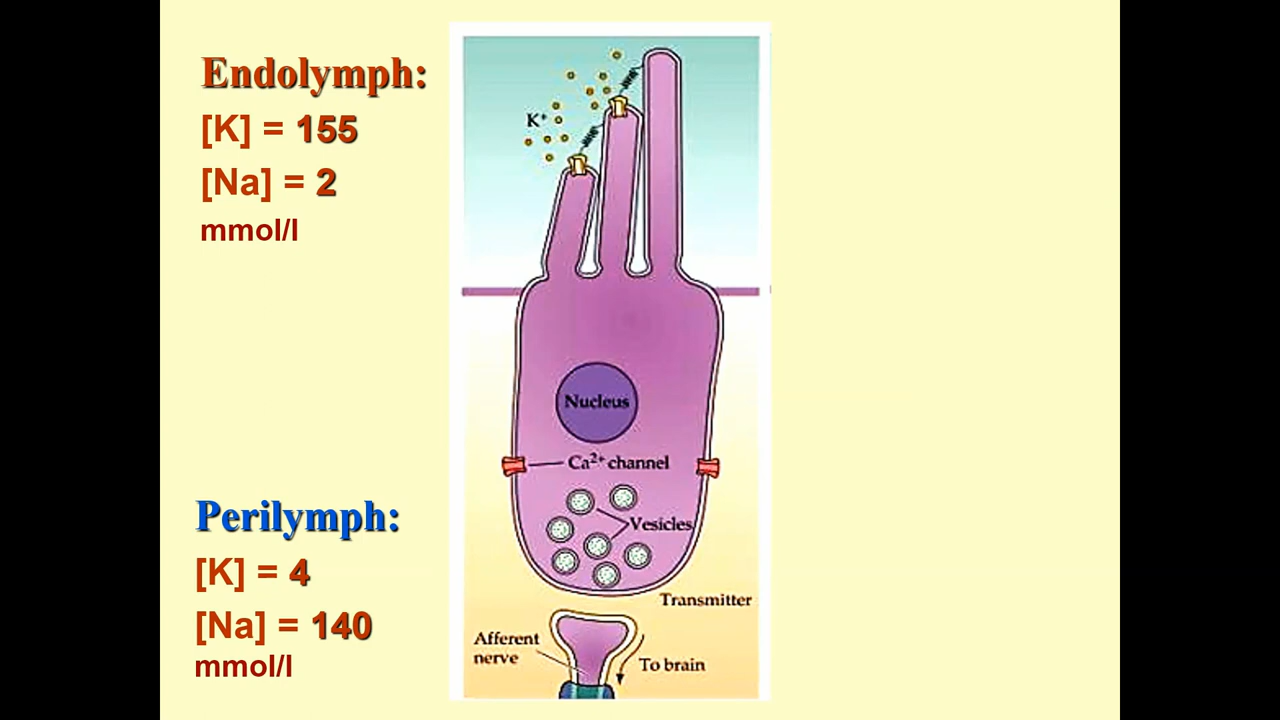 Endolymph:
[K] = 155
[Na] = 2
mmol/l
K⁺
Nucleus
Ca²⁺ channel
Vesicles
Perilymph:
[K] = 4
[Na] = 140
mmol/l
Transmitter
Afferent
nerve
To brain